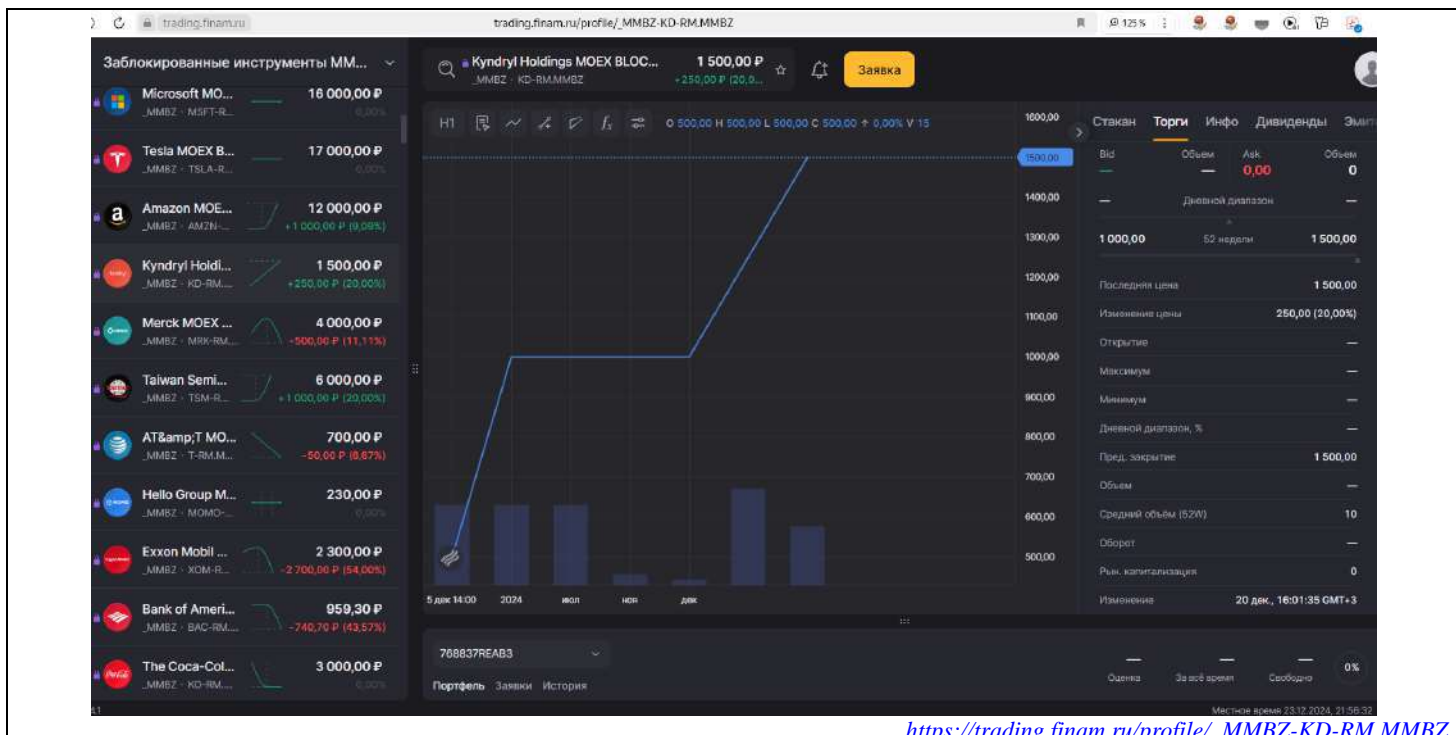 trading.finam.ru
trading.finam.ru/profile/_MMBZ-KD-RM.MMBZ
125 %
Заблокированные инструменты ММ...
Microsoft MO...
16 000,00 ₽
_MMBZ · MSFT-R...
0,00%
Tesla MOEX B...
17 000,00 ₽
_MMBZ · TSLA-R...
0,00%
Amazon MOE...
12 000,00 ₽
_MMBZ · AMZN-...
+1 000,00 ₽ (9,09%)
Kyndryl Holdi...
1 500,00 ₽
_MMBZ · KD-RM....
+250,00 ₽ (20,00%)
Merck MOEX ...
4 000,00 ₽
_MMBZ · MRK-RM....
-500,00 ₽ (11,11%)
Taiwan Semi...
6 000,00 ₽
_MMBZ · TSM-R...
+1 000,00 ₽ (20,00%)
AT&amp;T MO...
700,00 ₽
_MMBZ · T-RM.M...
-50,00 ₽ (6,67%)
Hello Group M...
230,00 ₽
_MMBZ · MOMO-...
0,00%
Exxon Mobil ...
2 300,00 ₽
_MMBZ · XOM-R...
-2 700,00 ₽ (54,00%)
Bank of Ameri...
959,30 ₽
_MMBZ · BAC-RM....
-740,70 ₽ (43,57%)
The Coca-Col...
3 000,00 ₽
_MMBZ · KO-RM....
0,00%
Kyndryl Holdings MOEX BLOC...
1 500,00 ₽
_MMBZ · KD-RM.MMBZ
+250,00 ₽ (20,0...
Заявка
H1
O 500,00 H 500,00 L 500,00 C 500,00 + 0,00% V 15
1600,00
1500,00
1400,00
1300,00
1200,00
1100,00
1000,00
900,00
800,00
700,00
600,00
500,00
5 дек 14:00
2024
июл
ноя
дек
Стакан Торги Инфо Дивиденды Эмит
Bid Объем Ask Объем
— — 0,00 0
— Дневной диапазон —
1 000,00 52 недели 1 500,00
Последняя цена 1 500,00
Изменение цены 250,00 (20,00%)
Открытие —
Максимум —
Минимум —
Дневной диапазон, % —
Пред. закрытие 1 500,00
Объем —
Средний объём (52W) 10
Оборот —
Рын. капитализация 0
Изменения 20 дек., 16:01:35 GMT+3
768837REAB3
Портфель Заявки История
— — — 0%
Оценка За всё время Свободно
Местное время 23.12.2024, 21:56:32
https://trading.finam.ru/profile/_MMBZ-KD-RM.MMBZ